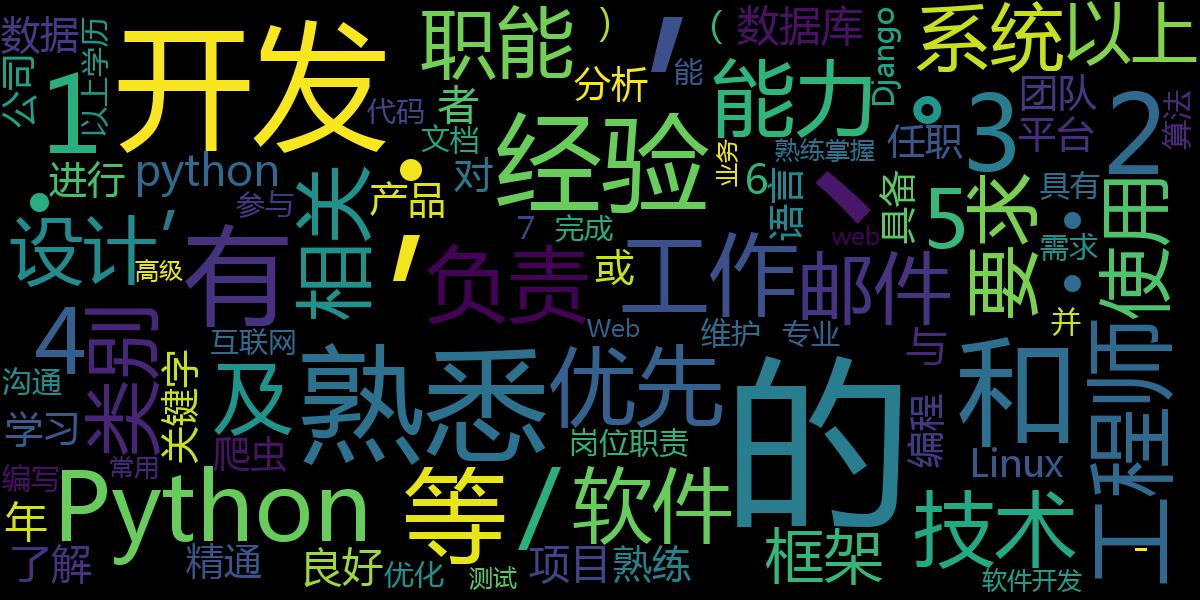 数据
公司
以上学历
1
开发
职能
)
,
(
数据库
Django
系统
以上
代码
者
分析
能
能力
。
3
团队
平台
2
算法
文档
经验
业务
熟练掌握
任职
.
进行
python
参与
相关
:
产品
对
7
完成
6
语言
、
web
具备
5
要求
具有
:
需求
使用
设计
,
高级
有
;
负责
或
工作
邮件
并
4
类别
互联网
Web
维护
专业
与
和
工程师
沟通
学习
关键字
及
熟悉
优先
的
编程
编写
常用
爬虫
岗位职责
Linux
年
Python
等
/
软件
技术
了解
精通
良好
优化
测试
项目
熟练
框架
软件开发
-